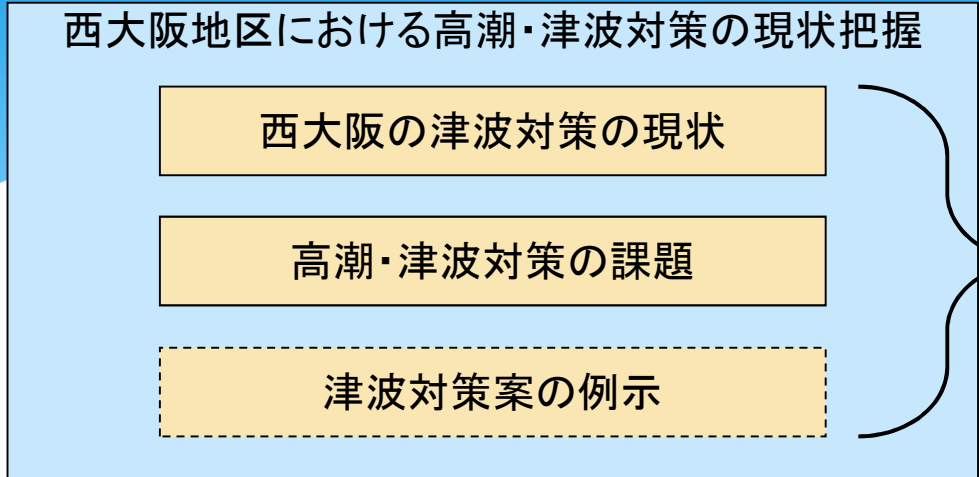 西大阪地区における高潮・津波対策の現状把握
西大阪の津波対策の現状
高潮・津波対策の課題
津波対策案の例示